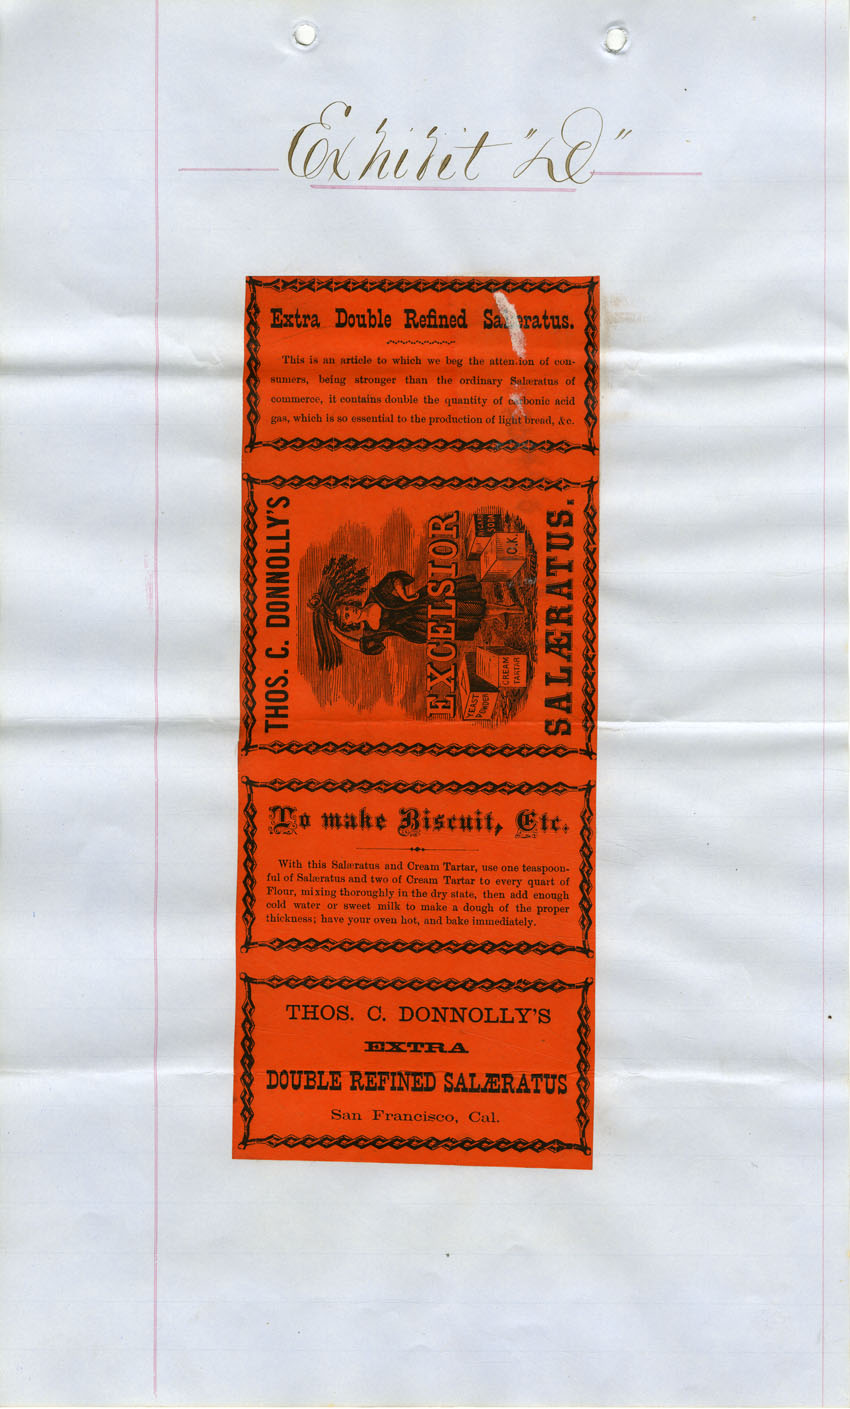 Exhibit "D"
Extra Double Refined Salæratus.
This is an article to which we beg the attention of con-
sumers, being stronger than the ordinary Salæratus of
commerce, it contains double the quantity of carbonic acid
gas, which is so essential to the production of light bread, &c.
THOS. C. DONNOLLY'S
EXCELSIOR
YEAST
POWDER
CREAM
TARTAR
C.K.
SODA
SALÆRATUS.
To make Biscuit, Etc.
With this Salæratus and Cream Tartar, use one teaspoon-
ful of Salæratus and two of Cream Tartar to every quart of
Flour, mixing thoroughly in the dry state, then add enough
cold water or sweet milk to make a dough of the proper
thickness; have your oven hot, and bake immediately.
THOS. C. DONNOLLY'S
EXTRA
DOUBLE REFINED SALÆRATUS
San Francisco, Cal.